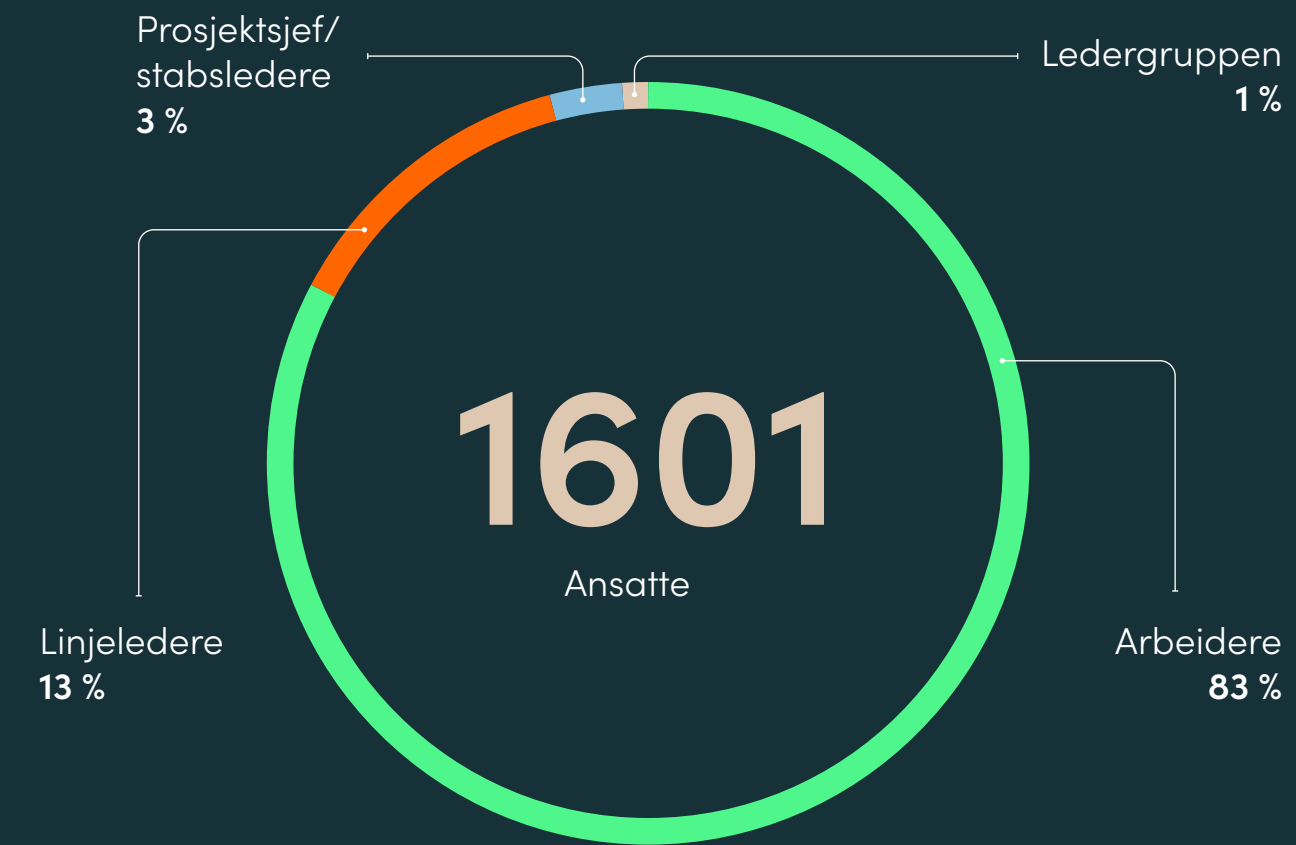 Prosjektsjef/
stabsledere
3 %
Ledergruppen
1 %
1601
Ansatte
Linjeledere
13 %
Arbeidere
83 %